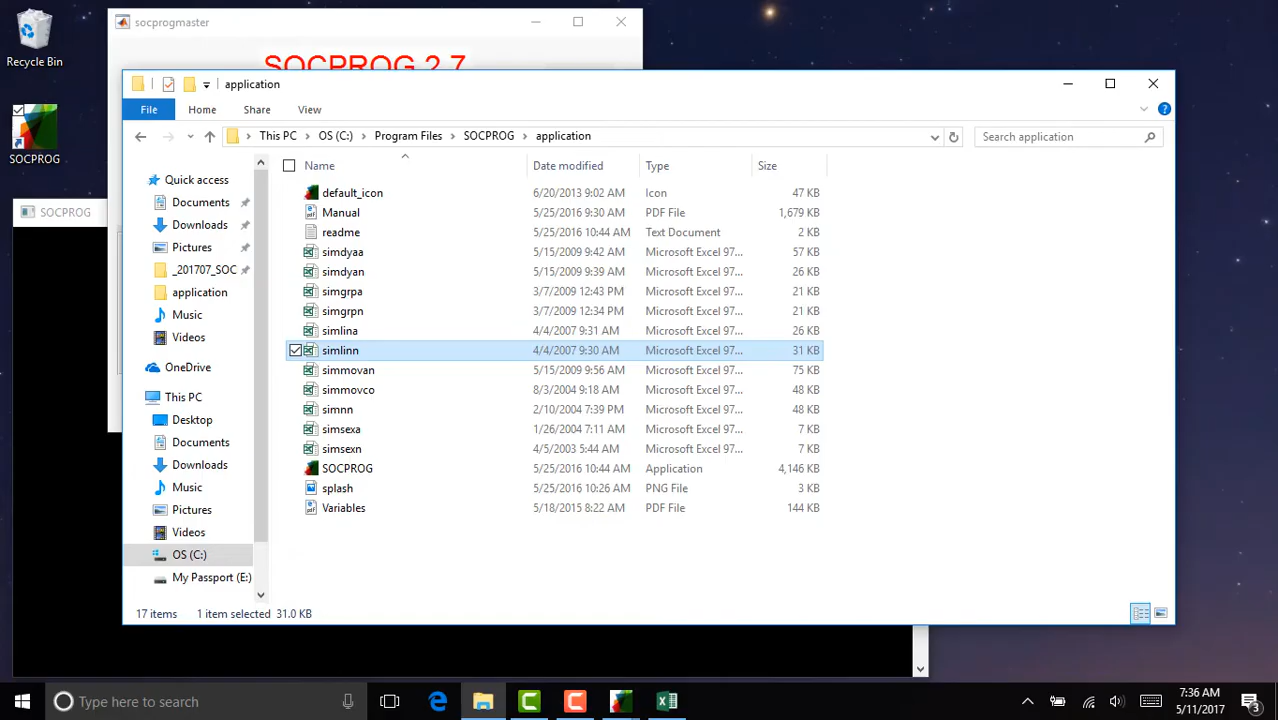 Recycle Bin
SOCPROG
socprogmaster
SOCPROG 2.7
SOCPROG
application
File Home Share View
This PC > OS (C:) > Program Files > SOCPROG > application
Search application
Name Date modified Type Size
default_icon 6/20/2013 9:02 AM Icon 47 KB
Manual 5/25/2016 9:30 AM PDF File 1,679 KB
readme 5/25/2016 10:44 AM Text Document 2 KB
simdyaa 5/15/2009 9:42 AM Microsoft Excel 97... 57 KB
simdyan 5/15/2009 9:39 AM Microsoft Excel 97... 26 KB
simgrpa 3/7/2009 12:43 PM Microsoft Excel 97... 21 KB
simgrpn 3/7/2009 12:34 PM Microsoft Excel 97... 21 KB
simlina 4/4/2007 9:31 AM Microsoft Excel 97... 26 KB
simlinn 4/4/2007 9:30 AM Microsoft Excel 97... 31 KB
simmovan 5/15/2009 9:56 AM Microsoft Excel 97... 75 KB
simmovco 8/3/2004 9:18 AM Microsoft Excel 97... 48 KB
simnn 2/10/2004 7:39 PM Microsoft Excel 97... 48 KB
simsexa 1/26/2004 7:11 AM Microsoft Excel 97... 7 KB
simsexn 4/5/2003 5:44 AM Microsoft Excel 97... 7 KB
SOCPROG 5/25/2016 10:44 AM Application 4,146 KB
splash 5/25/2016 10:26 AM PNG File 3 KB
Variables 5/18/2015 8:22 AM PDF File 144 KB
Quick access
Documents
Downloads
Pictures
_201707_SOC
application
Music
Videos
OneDrive
This PC
Desktop
Documents
Downloads
Music
Pictures
Videos
OS (C:)
My Passport (E:)
17 items 1 item selected 31.0 KB
Type here to search
7:36 AM
5/11/2017
3